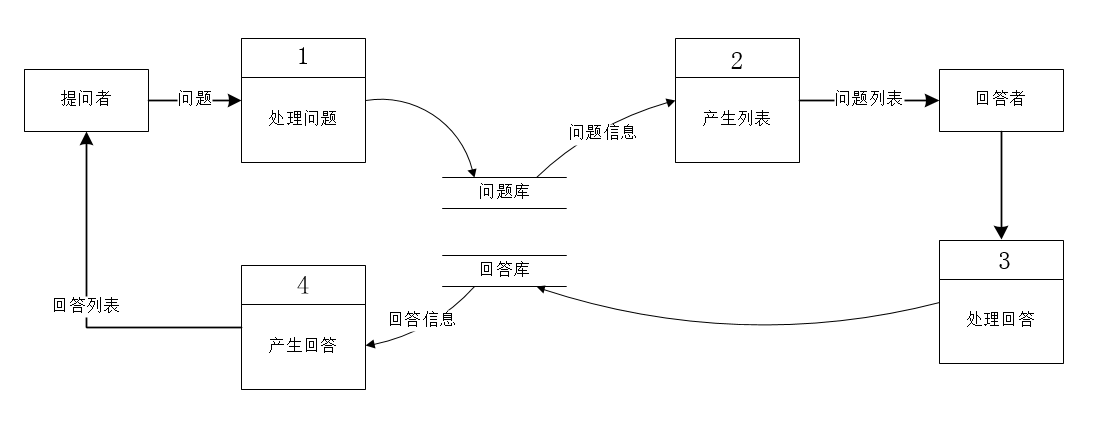 1
2
提问者
问题
处理问题
问题信息
产生列表
问题列表
回答者
问题库
回答库
3
4
回答列表
产生回答
回答信息
处理回答